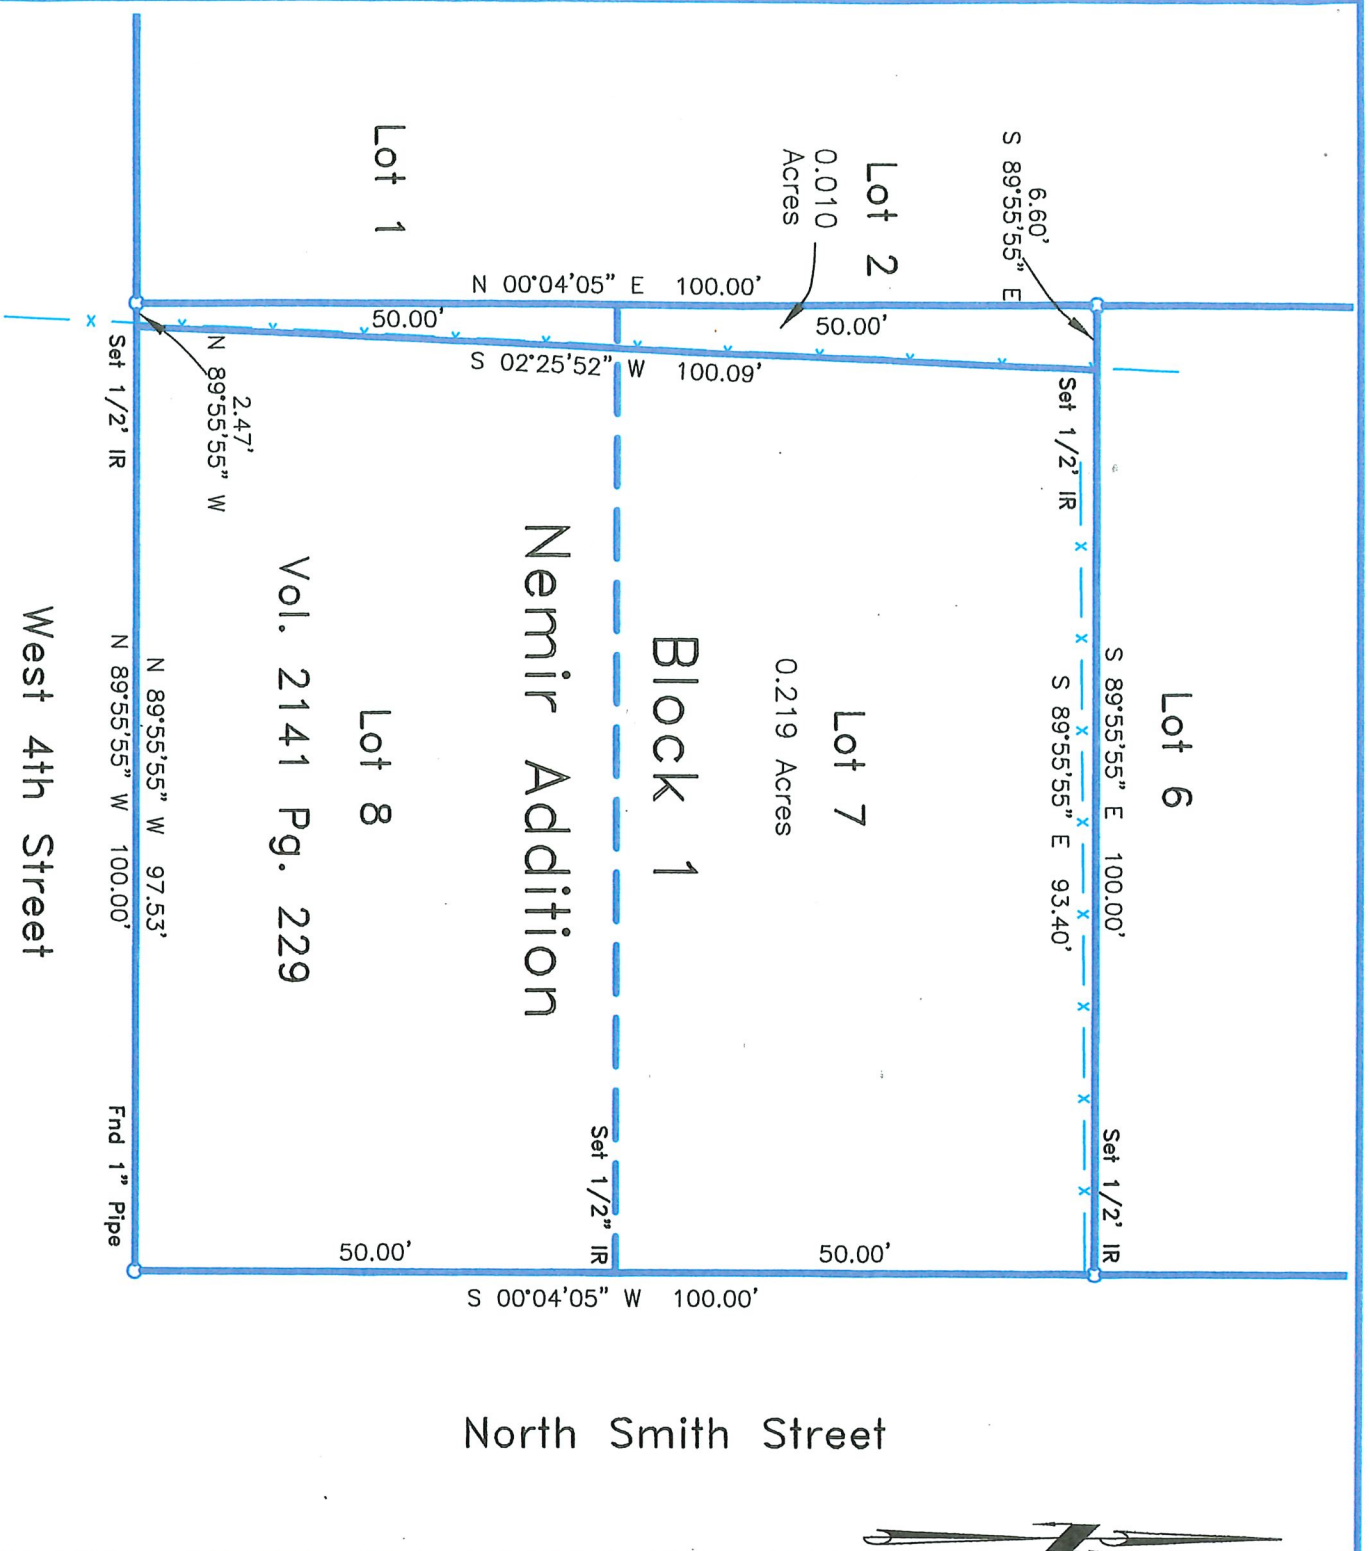 Lot 6
S 89°55'55" E 100.00'
S 89°55'55" E 93.40'
Set 1/2' IR
Set 1/2' IR
6.60'
S 89°55'55" E
Lot 2
0.010
Acres
Lot 1
N 00°04'05" E 100.00'
50.00'
50.00'
S 02°25'52" W 100.09'
Lot 7
0.219 Acres
Block 1
Nemir Addition
Set 1/2" IR
50.00'
50.00'
S 00°04'05" W 100.00'
Lot 8
Vol. 2141 Pg. 229
2.47'
N 89°55'55" W
N 89°55'55" W 97.53'
N 89°55'55" W 100.00'
Set 1/2' IR
Fnd 1" Pipe
West 4th Street
North Smith Street